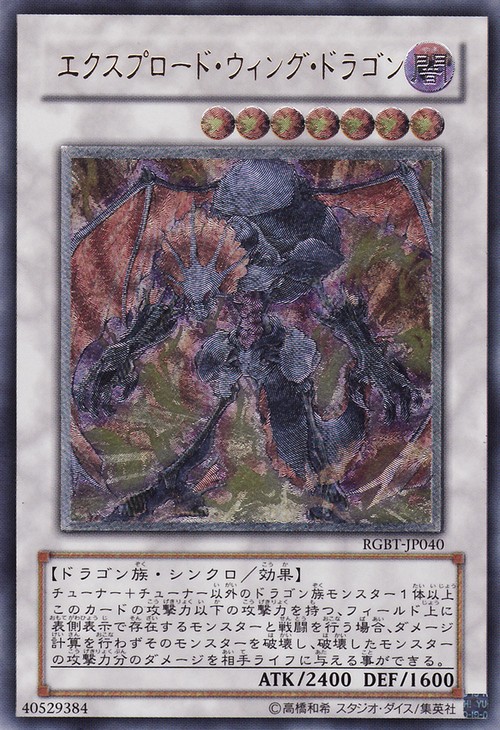 エクスプロード・ウィング・ドラゴン
闇
RGBT-JP040
【ドラゴン族・シンクロ／効果】
チューナー＋チューナー以外のドラゴン族モンスター1体以上
このカードの攻撃力以下の攻撃力を持つ、フィールド上に
表側表示で存在するモンスターと戦闘を行う場合、ダメージ
計算を行わずそのモンスターを破壊し、破壊したモンスター
の攻撃力分のダメージを相手ライフに与える事ができる。
ATK/2400 DEF/1600
40529384
©高橋和希 スタジオ・ダイス/集英社